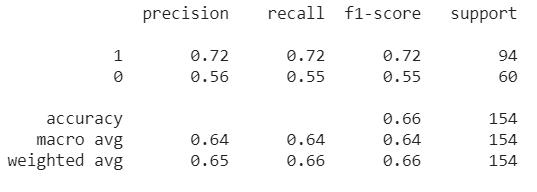 precision recall f1-score support
1 0.72 0.72 0.72 94
0 0.56 0.55 0.55 60
accuracy 0.66 154
macro avg 0.64 0.64 0.64 154
weighted avg 0.65 0.66 0.66 154